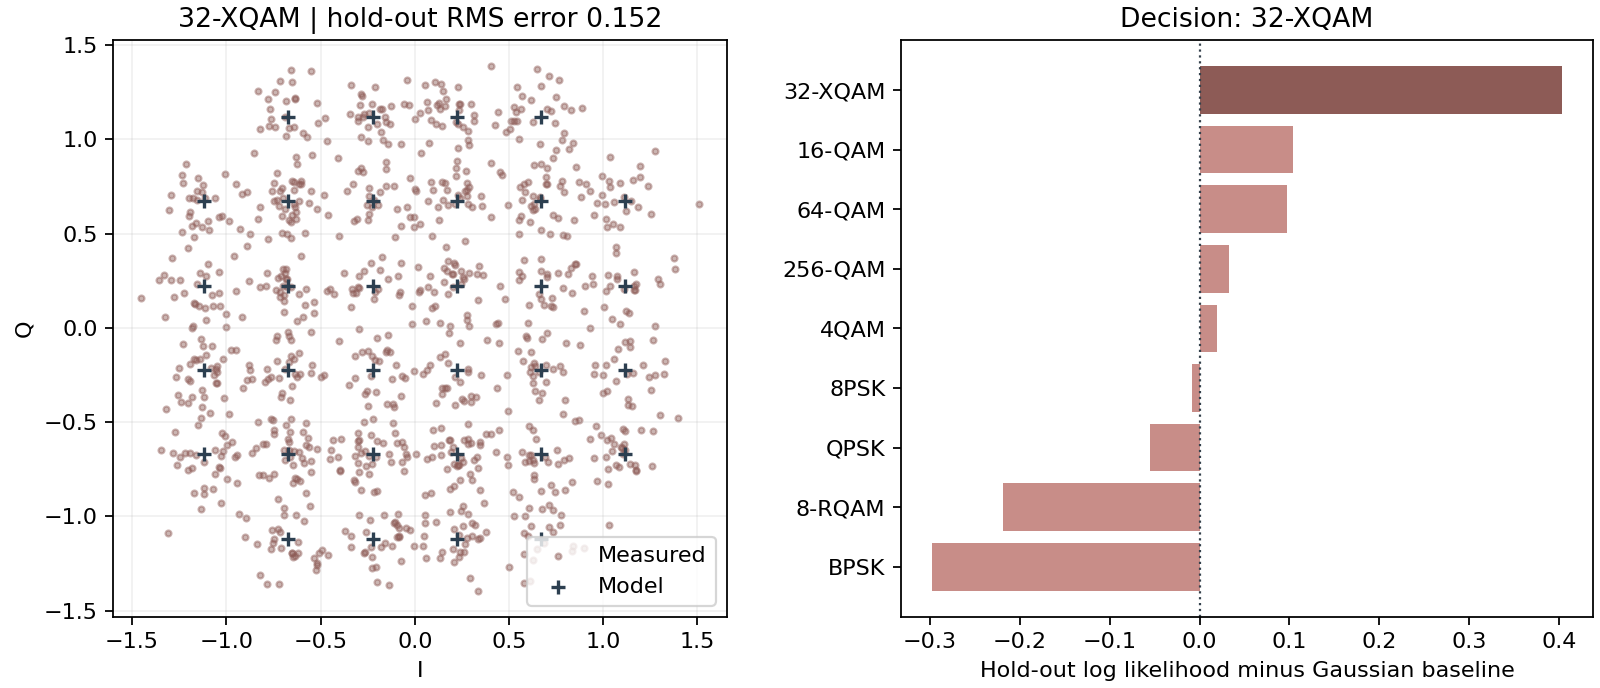 32-XQAM | hold-out RMS error 0.152
1.5
1.0
0.5
0.0
−0.5
−1.0
−1.5
Q
−1.5 −1.0 −0.5 0.0 0.5 1.0 1.5
I
Measured
Model
Decision: 32-XQAM
32-XQAM
16-QAM
64-QAM
256-QAM
4QAM
8PSK
QPSK
8-RQAM
BPSK
−0.3 −0.2 −0.1 0.0 0.1 0.2 0.3 0.4
Hold-out log likelihood minus Gaussian baseline